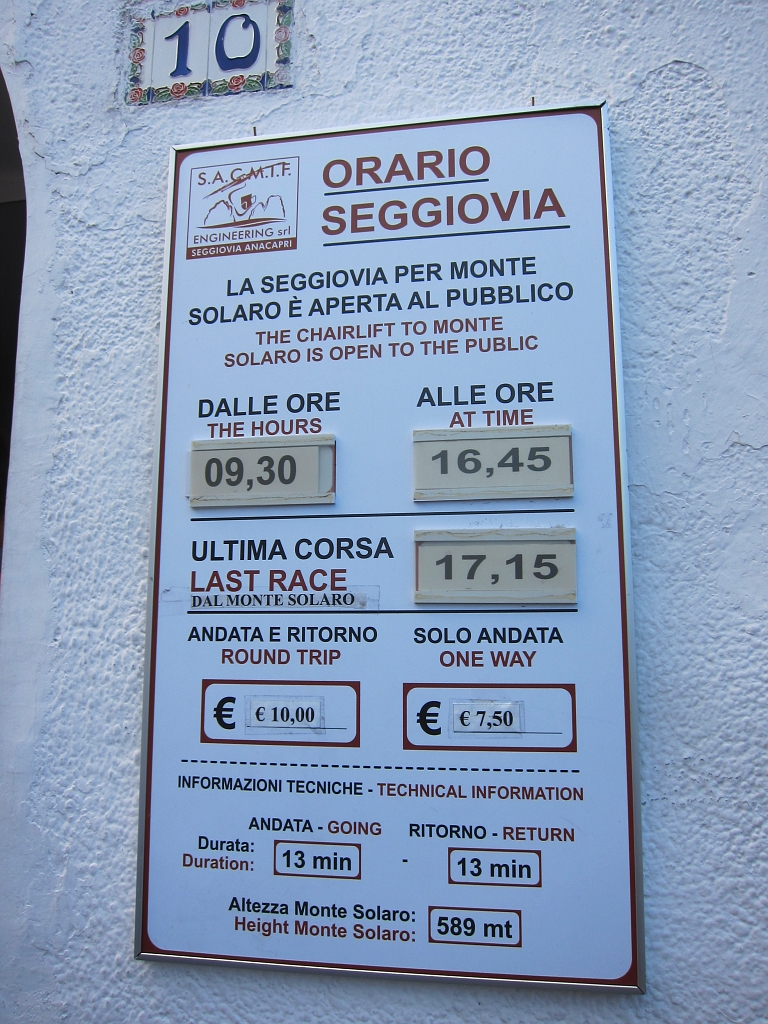 10
S.A.C.M.I.F.
ENGINEERING srl
SEGGIOVIA ANACAPRI
ORARIO
SEGGIOVIA
LA SEGGIOVIA PER MONTE
SOLARO È APERTA AL PUBBLICO
THE CHAIRLIFT TO MONTE
SOLARO IS OPEN TO THE PUBLIC
DALLE ORE ALLE ORE
THE HOURS AT TIME
09,30 16,45
ULTIMA CORSA 17,15
LAST RACE
DAL MONTE SOLARO
ANDATA E RITORNO SOLO ANDATA
ROUND TRIP ONE WAY
€ € 10,00 € € 7,50
INFORMAZIONI TECNICHE - TECHNICAL INFORMATION
ANDATA - GOING RITORNO - RETURN
Durata:
Duration: 13 min - 13 min
Altezza Monte Solaro:
Height Monte Solaro: 589 mt